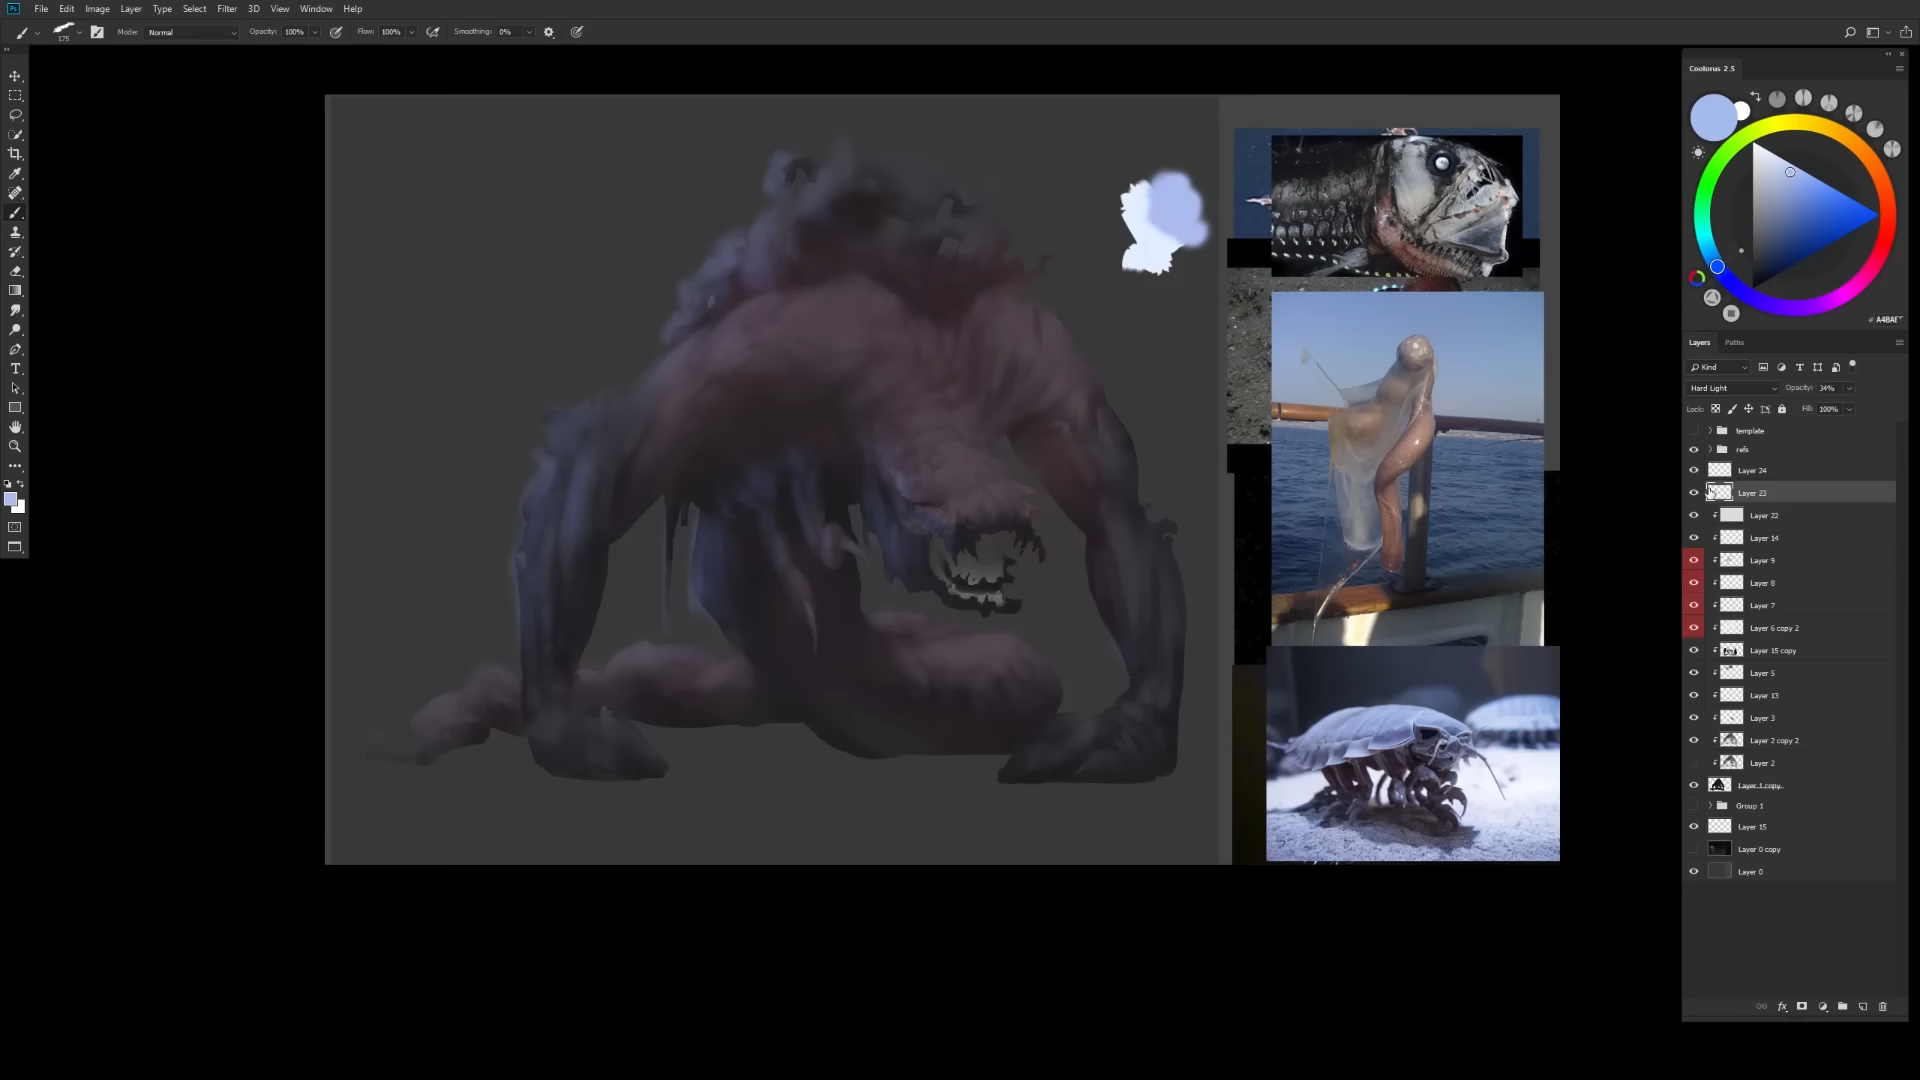 Ps File Edit Image Layer Type Select Filter 3D View Window Help
175 Mode: Normal Opacity: 100% Flow: 100% Smoothing: 0%
Coolorus 2.5
Layers Paths
Kind
Hard Light Opacity: 34%
Lock: Fill: 100%
template
refs
Layer 24
Layer 23
Layer 22
Layer 14
Layer 9
Layer 8
Layer 7
Layer 6 copy 2
Layer 15 copy
Layer 5
Layer 13
Layer 3
Layer 2 copy 2
Layer 2
Layer 1 copy
Group 1
Layer 15
Layer 0 copy
Layer 0